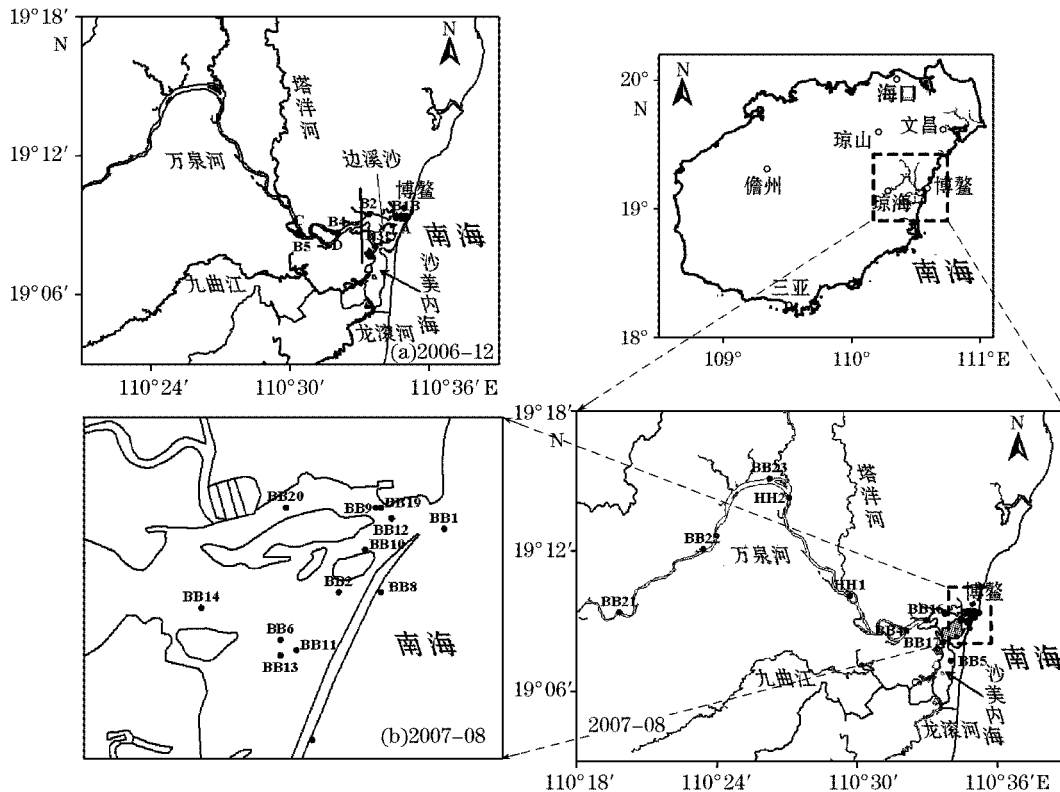 19°18′
N
N
塔洋河
19°12′
万泉河
边溪沙
博鳌
B2
B1B
B4
C
A
D
B5
南海
九曲江
沙美内海
19°06′
龙滚河
(a)2006-12
110°24′
110°30′
110°36′E
20°
N
N
海口
文昌
琼山
儋州
博鳌
琼海
19°
南海
三亚
18°
109°
110°
111°E
BB20
BB9
BB19
BB1
BB12
BB10
BB2
BB8
BB14
BB6
BB11
BB13
南海
(b)2007-08
19°18′
N
N
BB23
HH2
塔洋河
19°12′
BB22
万泉河
HH1
BB21
BB16
博鳌
BB4
BB17
BB5
南海
九曲江
沙美内海
19°06′
2007-08
龙滚河
110°18′
110°24′
110°30′
110°36′E